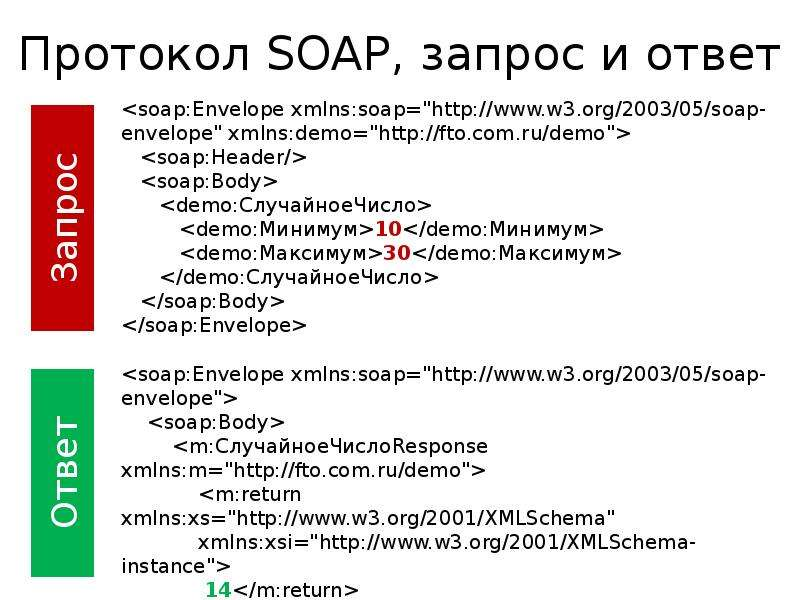 Протокол SOAP, запрос и ответ
Запрос
<soap:Envelope xmlns:soap="http://www.w3.org/2003/05/soap-
envelope" xmlns:demo="http://fto.com.ru/demo">
<soap:Header/>
<soap:Body>
<demo:СлучайноеЧисло>
<demo:Минимум>10</demo:Минимум>
<demo:Максимум>30</demo:Максимум>
</demo:СлучайноеЧисло>
</soap:Body>
</soap:Envelope>
Ответ
<soap:Envelope xmlns:soap="http://www.w3.org/2003/05/soap-
envelope">
<soap:Body>
<m:СлучайноеЧислоResponse
xmlns:m="http://fto.com.ru/demo">
<m:return
xmlns:xs="http://www.w3.org/2001/XMLSchema"
xmlns:xsi="http://www.w3.org/2001/XMLSchema-
instance">
14</m:return>